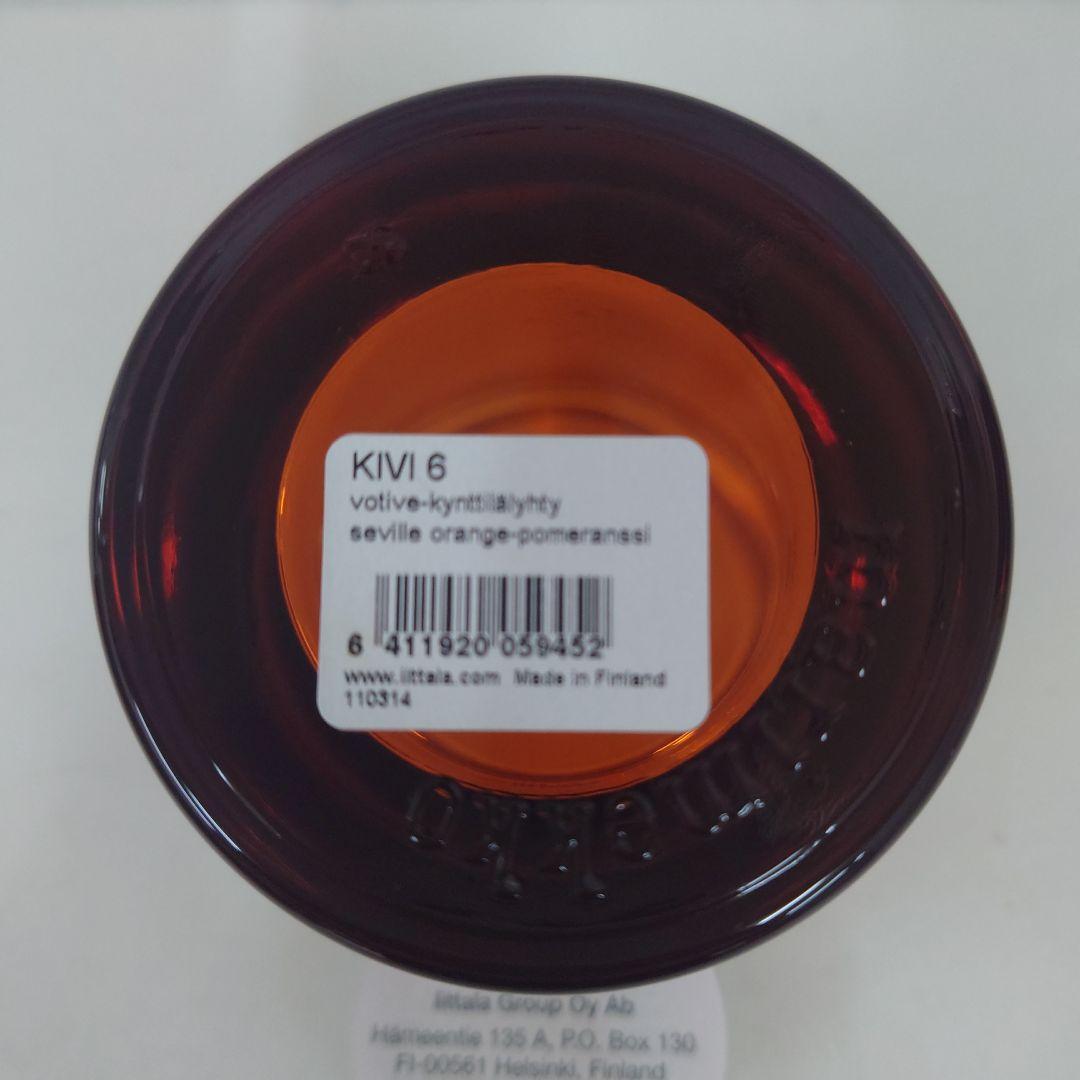 KIVI 6
votive-kynttilälyhty
seville orange-pomeranssi
6 411920 059452
www.iittala.com Made in Finland
110314
marimekko
Iittala Group Oy Ab
Hämeentie 135 A, P.O. Box 130
FI-00561 Helsinki, Finland